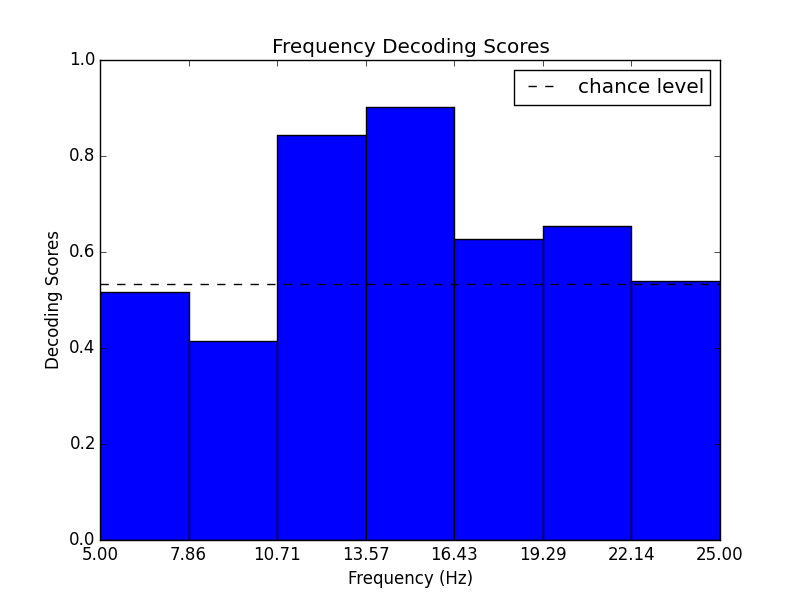 Frequency Decoding Scores
chance level
1.0
0.8
0.6
0.4
0.2
0.0
Decoding Scores
5.00 7.86 10.71 13.57 16.43 19.29 22.14 25.00
Frequency (Hz)